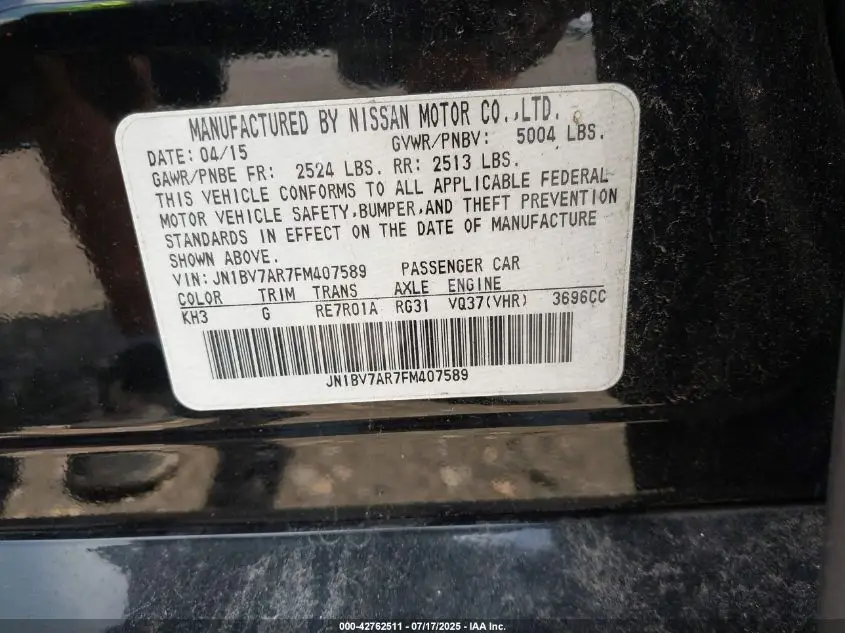 MANUFACTURED BY NISSAN MOTOR CO.,LTD.
DATE: 04/15 GVWR/PNBV: 5004 LBS.
GAWR/PNBE FR: 2524 LBS. RR: 2513 LBS.
THIS VEHICLE CONFORMS TO ALL APPLICABLE FEDERAL
MOTOR VEHICLE SAFETY,BUMPER,AND THEFT PREVENTION
STANDARDS IN EFFECT ON THE DATE OF MANUFACTURE
SHOWN ABOVE.
VIN: JN1BV7AR7FM407589 PASSENGER CAR
COLOR TRIM TRANS AXLE ENGINE
KH3 G RE7R01A RG31 VQ37(VHR) 3696CC
JN1BV7AR7FM407589
000-42762511 - 07/17/2025 - IAA Inc.